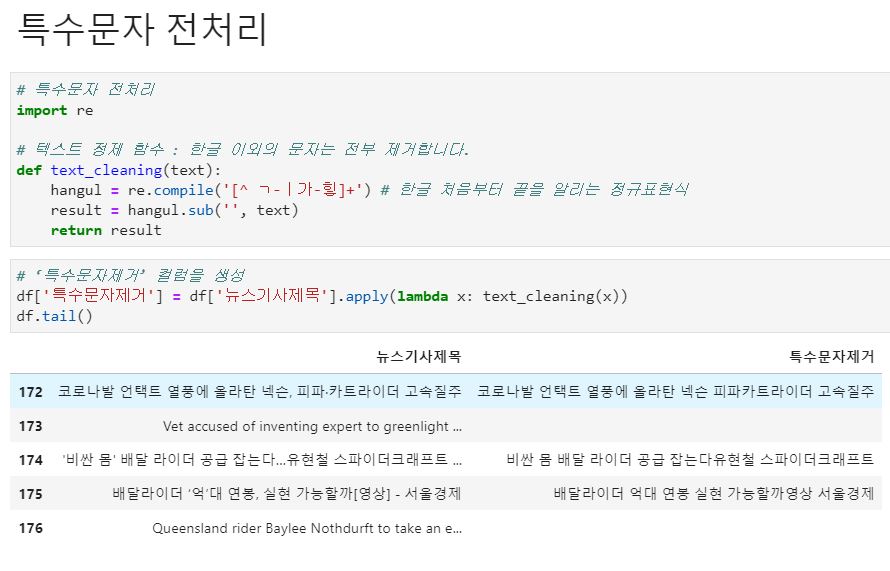 특수문자 전처리
# 특수문자 전처리
import re
# 텍스트 정제 함수 : 한글 이외의 문자는 전부 제거합니다.
def text_cleaning(text):
    hangul = re.compile('[^ ㄱ-ㅣ가-힣]+') # 한글 처음부터 끝을 알리는 정규표현식
    result = hangul.sub('', text)
    return result
# ‘특수문자제거’ 컬럼을 생성
df['특수문자제거'] = df['뉴스기사제목'].apply(lambda x: text_cleaning(x))
df.tail()
뉴스기사제목 특수문자제거
172 코로나발 언택트 열풍에 올라탄 넥슨, 피파·카트라이더 고속질주 코로나발 언택트 열풍에 올라탄 넥슨 피파카트라이더 고속질주
173 Vet accused of inventing expert to greenlight ...
174 '비싼 몸' 배달 라이더 공급 잡는다...유현철 스파이더크래프트 ... 비싼 몸 배달 라이더 공급 잡는다유현철 스파이더크래프트
175 배달라이더 ‘억’대 연봉, 실현 가능할까[영상] - 서울경제 배달라이더 억대 연봉 실현 가능할까영상 서울경제
176 Queensland rider Baylee Nothdurft to take an e...